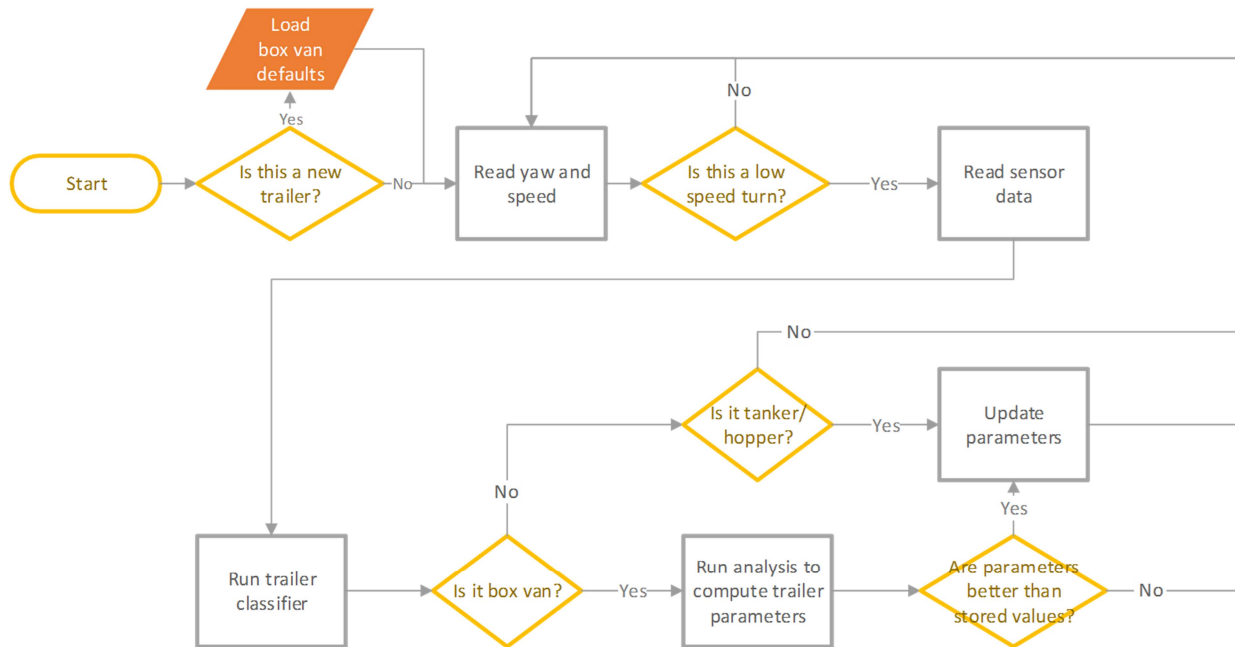 Load
box van
defaults
Yes
Start
Is this a new
trailer?
No
Read yaw and
speed
No
Is this a low
speed turn?
Yes
Read sensor
data
No
Is it tanker/
hopper?
Yes
Update
parameters
No
Yes
Run trailer
classifier
Is it box van?
Yes
Run analysis to
compute trailer
parameters
Are parameters
better than
stored values?
No